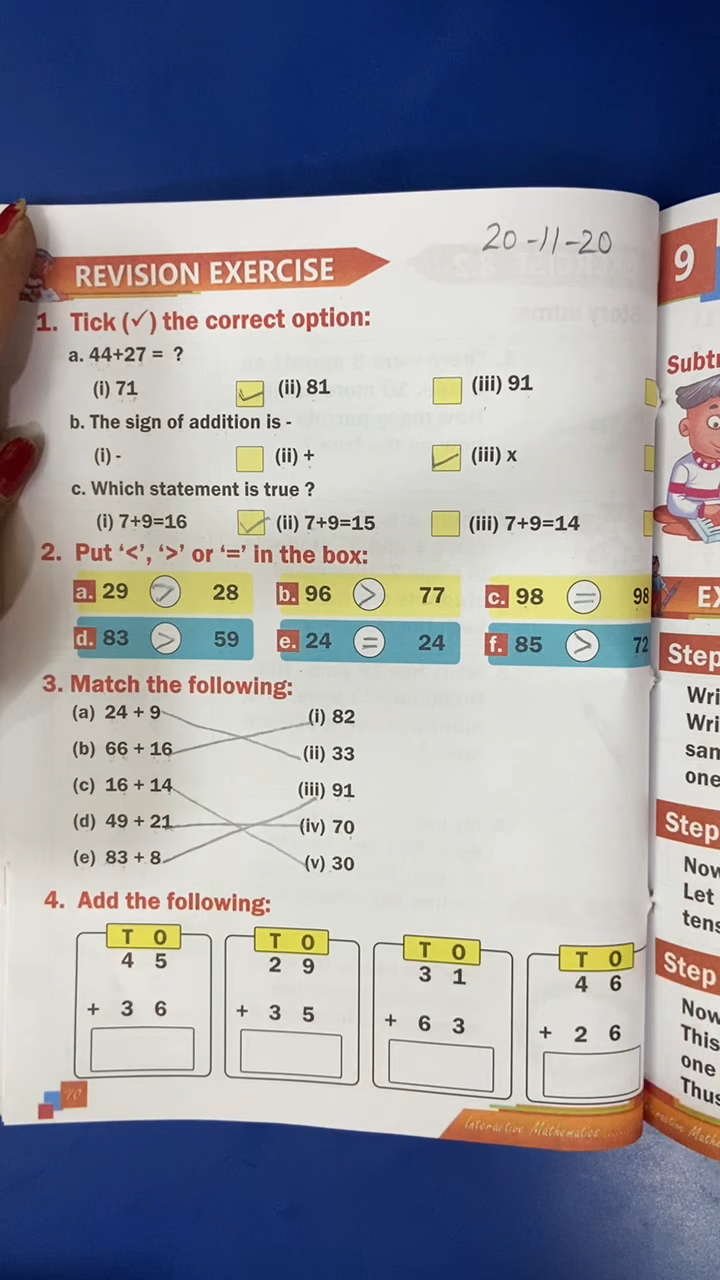 20-11-20
REVISION EXERCISE
1. Tick (✓) the correct option:
a. 44+27 = ?
(i) 71 ✓ (ii) 81 (iii) 91
b. The sign of addition is -
(i) - (ii) + ✓ (iii) x
c. Which statement is true ?
(i) 7+9=16 ✓ (ii) 7+9=15 (iii) 7+9=14
2. Put ‘<’, ‘>’ or ‘=’ in the box:
a. 29 > 28 b. 96 > 77 c. 98 = 98
d. 83 > 59 e. 24 = 24 f. 85 > 72
3. Match the following:
(a) 24 + 9 (i) 82
(b) 66 + 16 (ii) 33
(c) 16 + 14 (iii) 91
(d) 49 + 21 (iv) 70
(e) 83 + 8 (v) 30
4. Add the following:
T O T O T O T O
4 5 2 9 3 1 4 6
+ 3 6 + 3 5 + 6 3 + 2 6
70
Interactive Mathematics
9
Subt
EX
Step
Wri
Wri
san
one
Step
Now
Let
tens
Step
Now
This
one
Thus